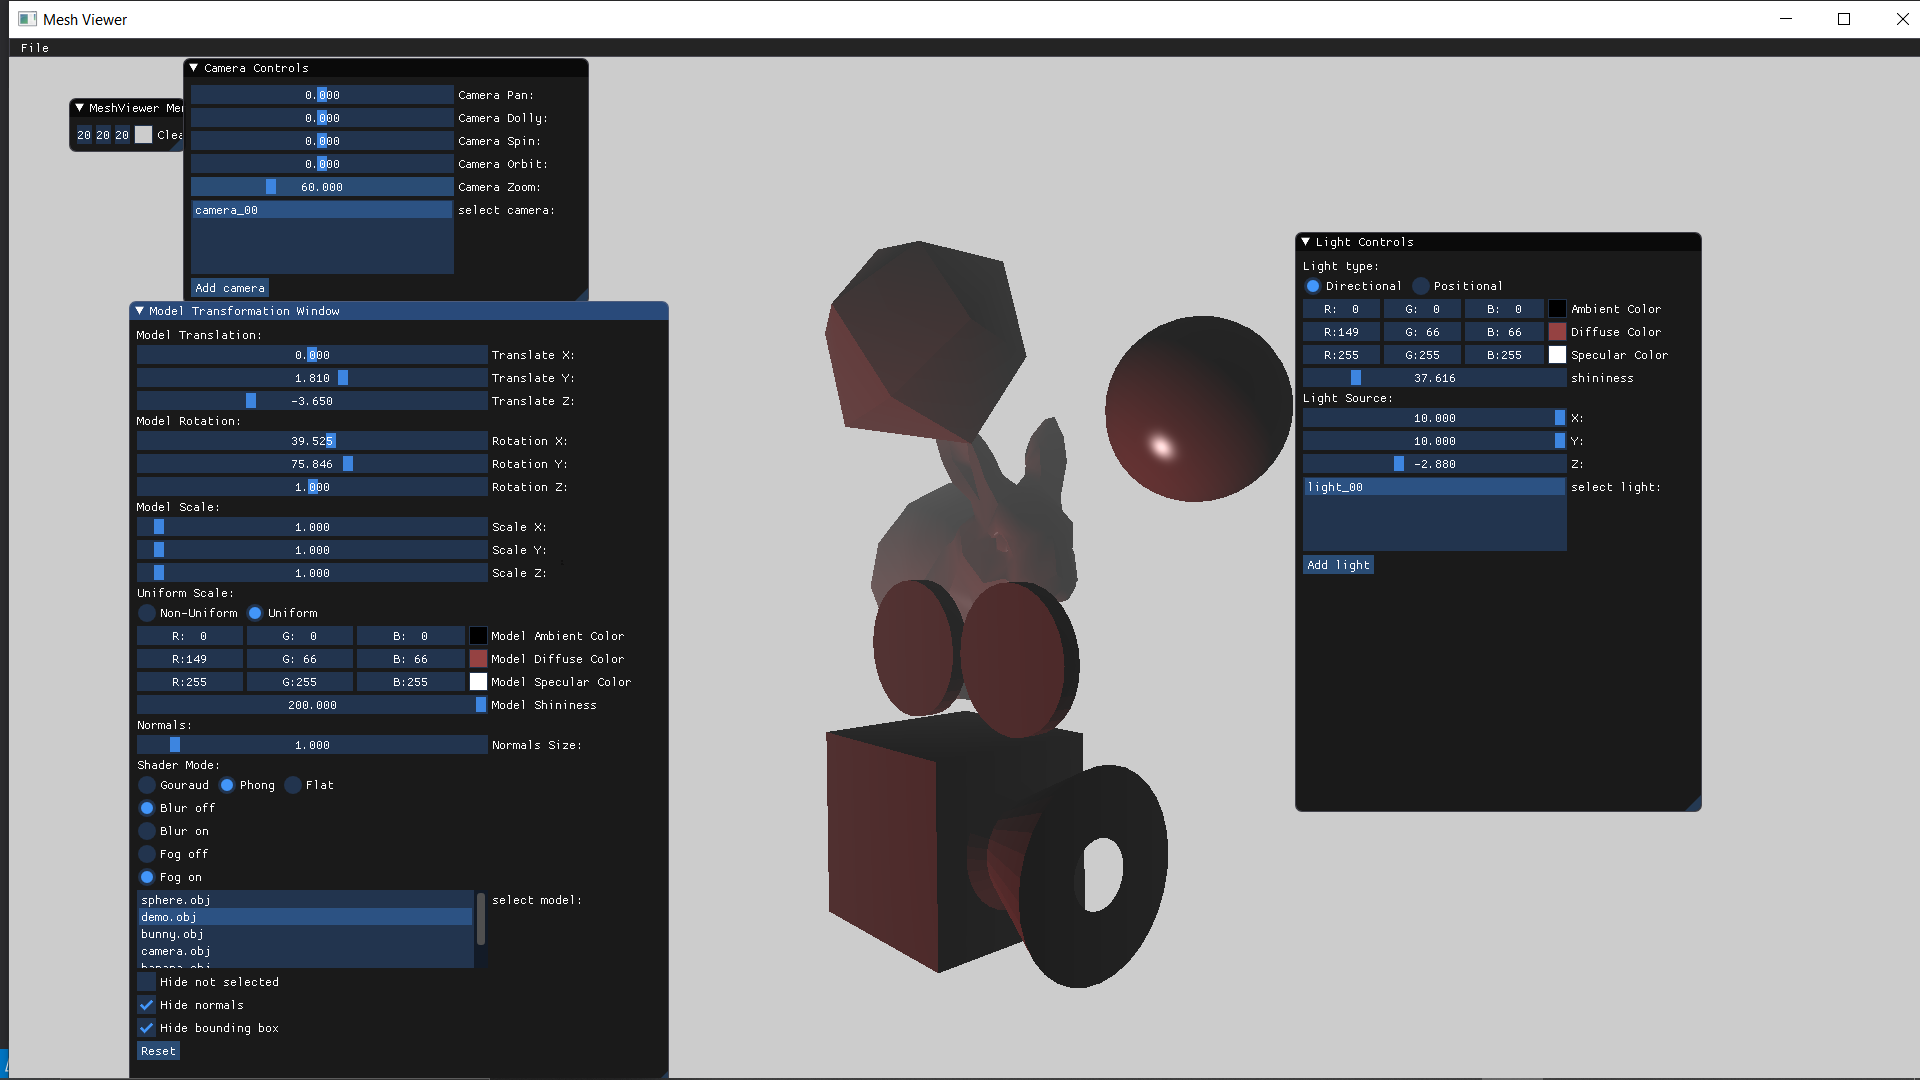 Mesh Viewer
File
Camera Controls
0.000 Camera Pan:
0.000 Camera Dolly:
0.000 Camera Spin:
0.000 Camera Orbit:
60.000 Camera Zoom:
camera_00 select camera:
Add camera
MeshViewer Me
20 20 20 Clea
Model Transformation Window
Model Translation:
0.000 Translate X:
1.810 Translate Y:
-3.650 Translate Z:
Model Rotation:
39.525 Rotation X:
75.846 Rotation Y:
1.000 Rotation Z:
Model Scale:
1.000 Scale X:
1.000 Scale Y:
1.000 Scale Z:
Uniform Scale:
Non-Uniform Uniform
R: 0 G: 0 B: 0 Model Ambient Color
R:149 G: 66 B: 66 Model Diffuse Color
R:255 G:255 B:255 Model Specular Color
200.000 Model Shininess
Normals:
1.000 Normals Size:
Shader Mode:
Gouraud Phong Flat
Blur off
Blur on
Fog off
Fog on
sphere.obj select model:
demo.obj
bunny.obj
camera.obj
banana.obj
Hide not selected
Hide normals
Hide bounding box
Reset
Light Controls
Light type:
Directional Positional
R: 0 G: 0 B: 0 Ambient Color
R:149 G: 66 B: 66 Diffuse Color
R:255 G:255 B:255 Specular Color
37.616 shininess
Light Source:
10.000 X:
10.000 Y:
-2.880 Z:
light_00 select light:
Add light